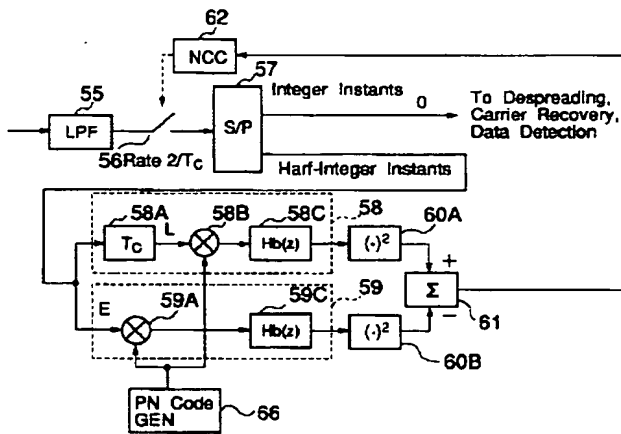 62
NCC
57
Integer Instants
55
LPF
56 Rate 2/TC
S/P
0
To Despreading,
Carrier Recovery,
Data Detection
Harf-Integer Instants
58A
TC
L
58B
58C
Hb(z)
58
60A
(·)²
+
Σ
61
−
E
59A
59C
Hb(z)
59
(·)²
60B
PN Code
GEN
66